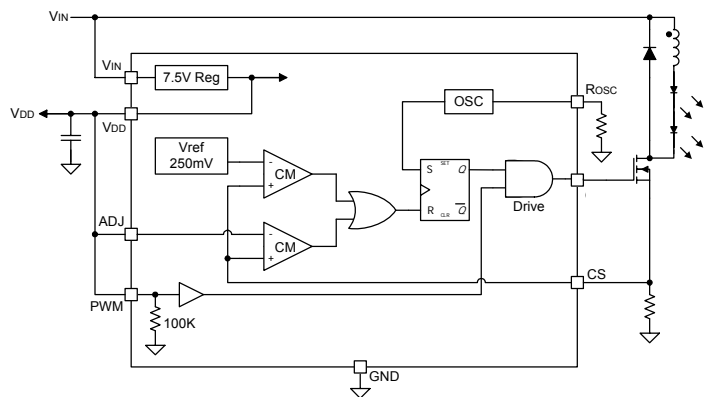 VIN
VIN
7.5V Reg
ROSC
OSC
VDD
VDD
Vref
250mV
-
+
CM
S
SET
Q
R
CLR
Q
Drive
ADJ
-
+
CM
CS
PWM
100K
GND